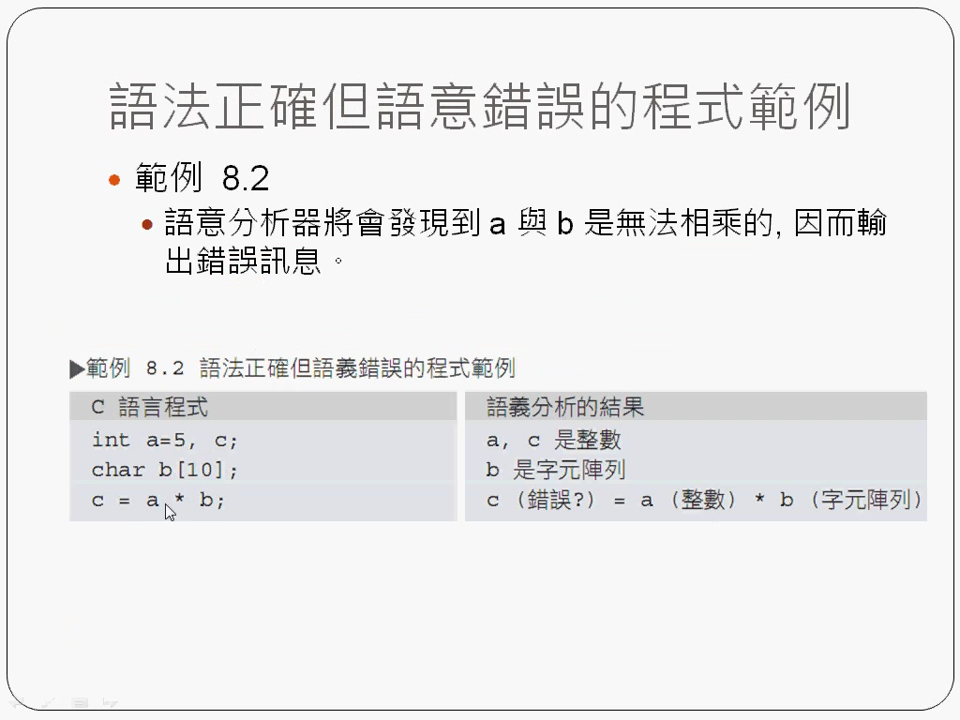 語法正確但語意錯誤的程式範例
範例 8.2
語意分析器將會發現到 a 與 b 是無法相乘的, 因而輸
出錯誤訊息。
▶範例 8.2 語法正確但語義錯誤的程式範例
C 語言程式
語義分析的結果
int a=5, c;
a, c 是整數
char b[10];
b 是字元陣列
c = a * b;
c (錯誤?) = a (整數) * b (字元陣列)